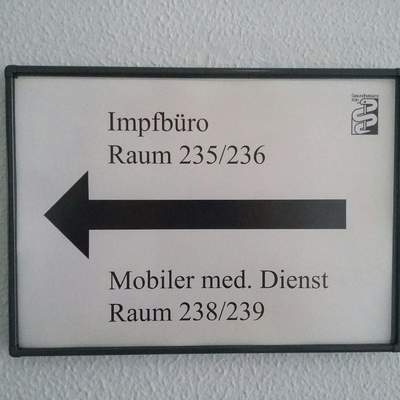 Impfbüro
Raum 235/236
Mobiler med. Dienst
Raum 238/239